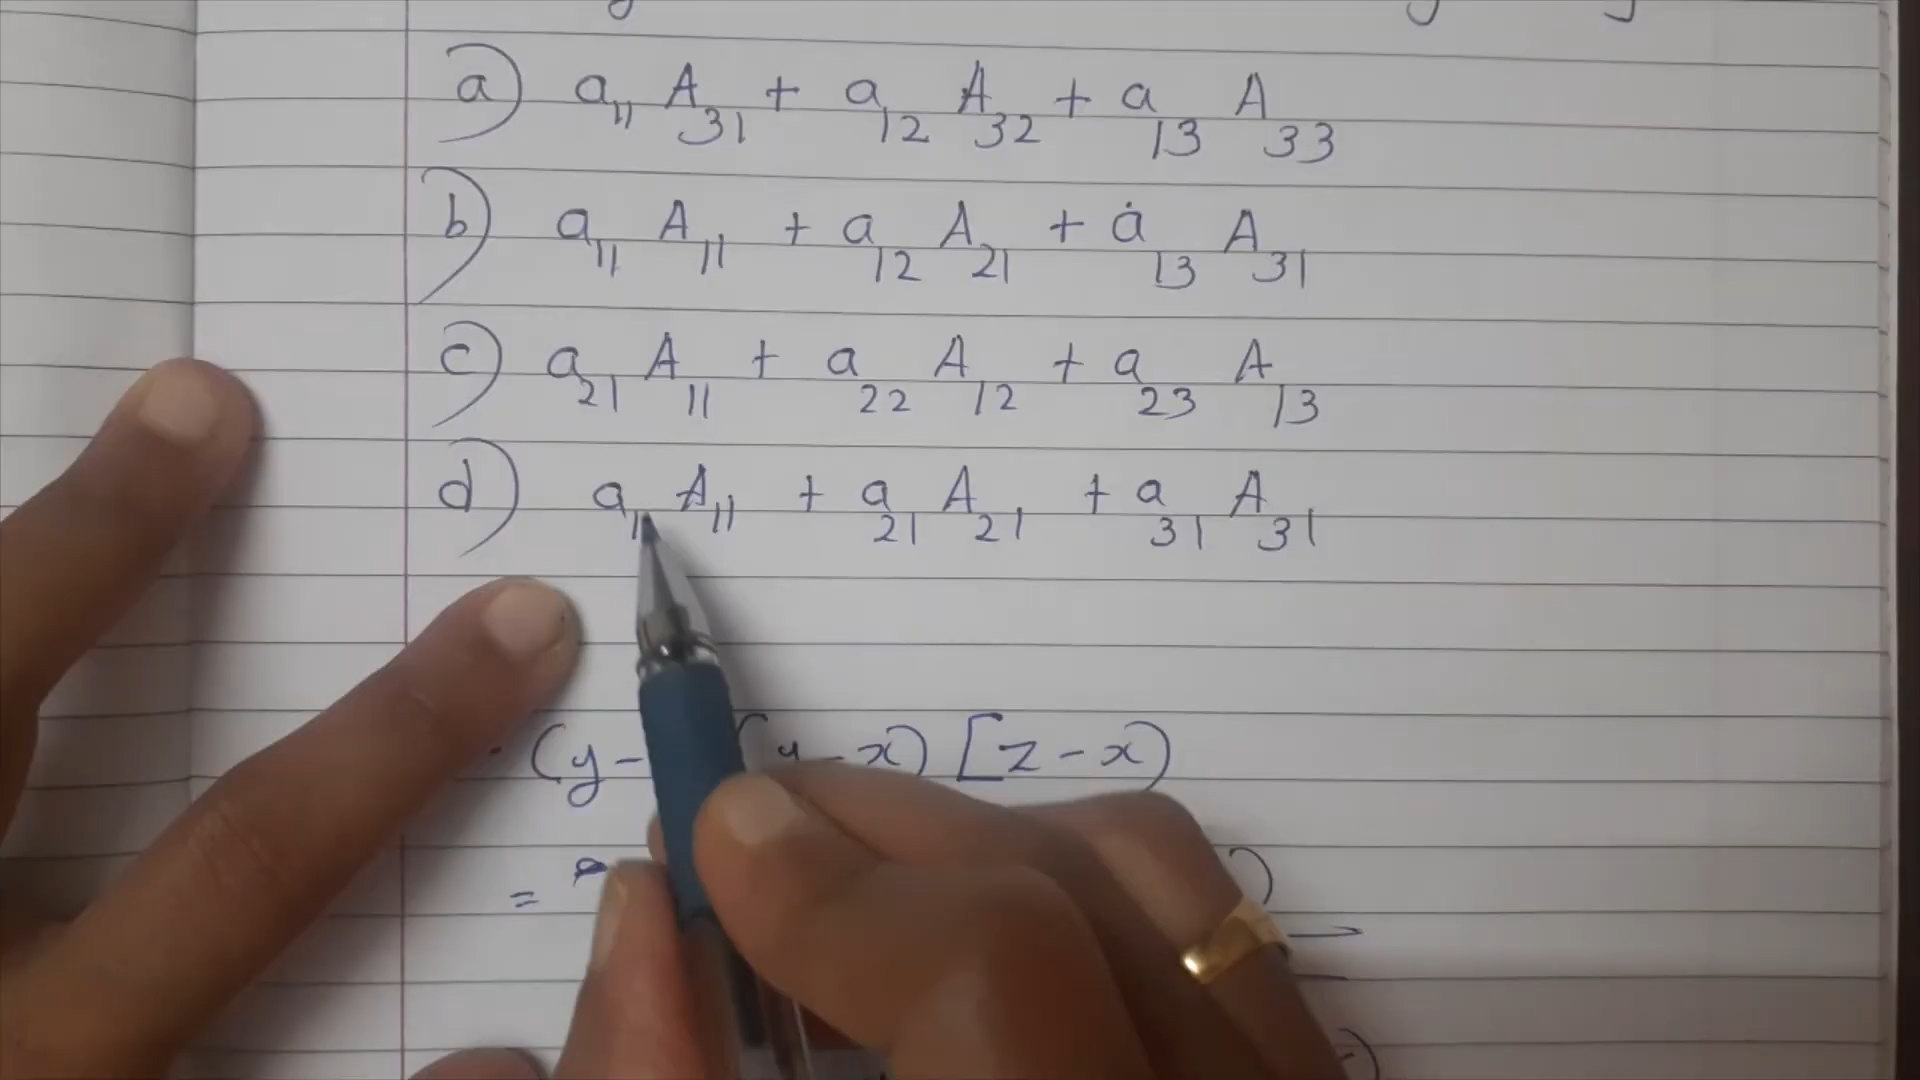 a) a₁₁ A₃₁ + a₁₂ A₃₂ + a₁₃ A₃₃
b) a₁₁ A₁₁ + a₁₂ A₂₁ + a₁₃ A₃₁
c) a₂₁ A₁₁ + a₂₂ A₁₂ + a₂₃ A₁₃
d) a₁₁ A₁₁ + a₂₁ A₂₁ + a₃₁ A₃₁
(y- (y-x) [z-x)
=